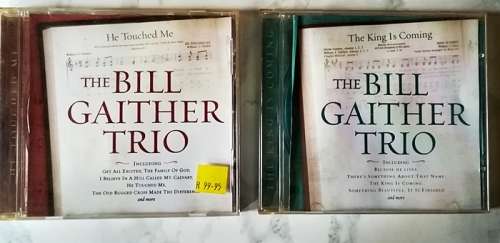 He Touched Me
THE BILL
GAITHER
TRIO
INCLUDING
GET ALL EXCITED, THE FAMILY OF GOD,
I BELIEVE IN A HILL CALLED MT. CALVARY,
HE TOUCHED ME,
THE OLD RUGGED CROSS MADE THE DIFFERENCE
and more
R 99-95
The King Is Coming
THE BILL
GAITHER
TRIO
INCLUDING
BECAUSE HE LIVES,
THERE'S SOMETHING ABOUT THAT NAME,
THE KING IS COMING,
SOMETHING BEAUTIFUL, IT IS FINISHED
and more